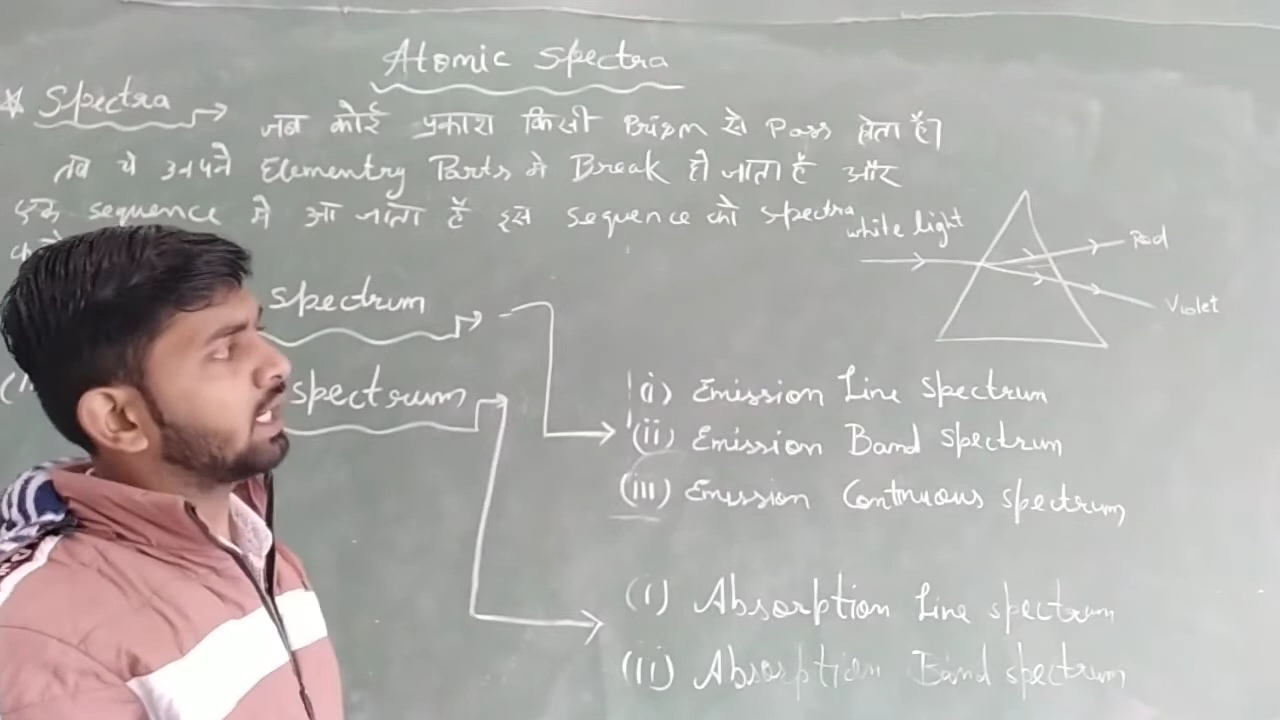 Atomic Spectra
* Spectra → जब कोई प्रकाश किसी Prizm से Pass होता है।
तब ये अपने Elementry Parts मे Break हो जाता है और
एक sequence मे आ जाता है इस sequence को spectra
white light
Red
Violet
spectrum →
spectrum →
(i) Emission Line spectrum
(ii) Emission Band spectrum
(iii) Emission Continuous spectrum
(i) Absorption Line spectrum
(ii) Absorption Band spectrum